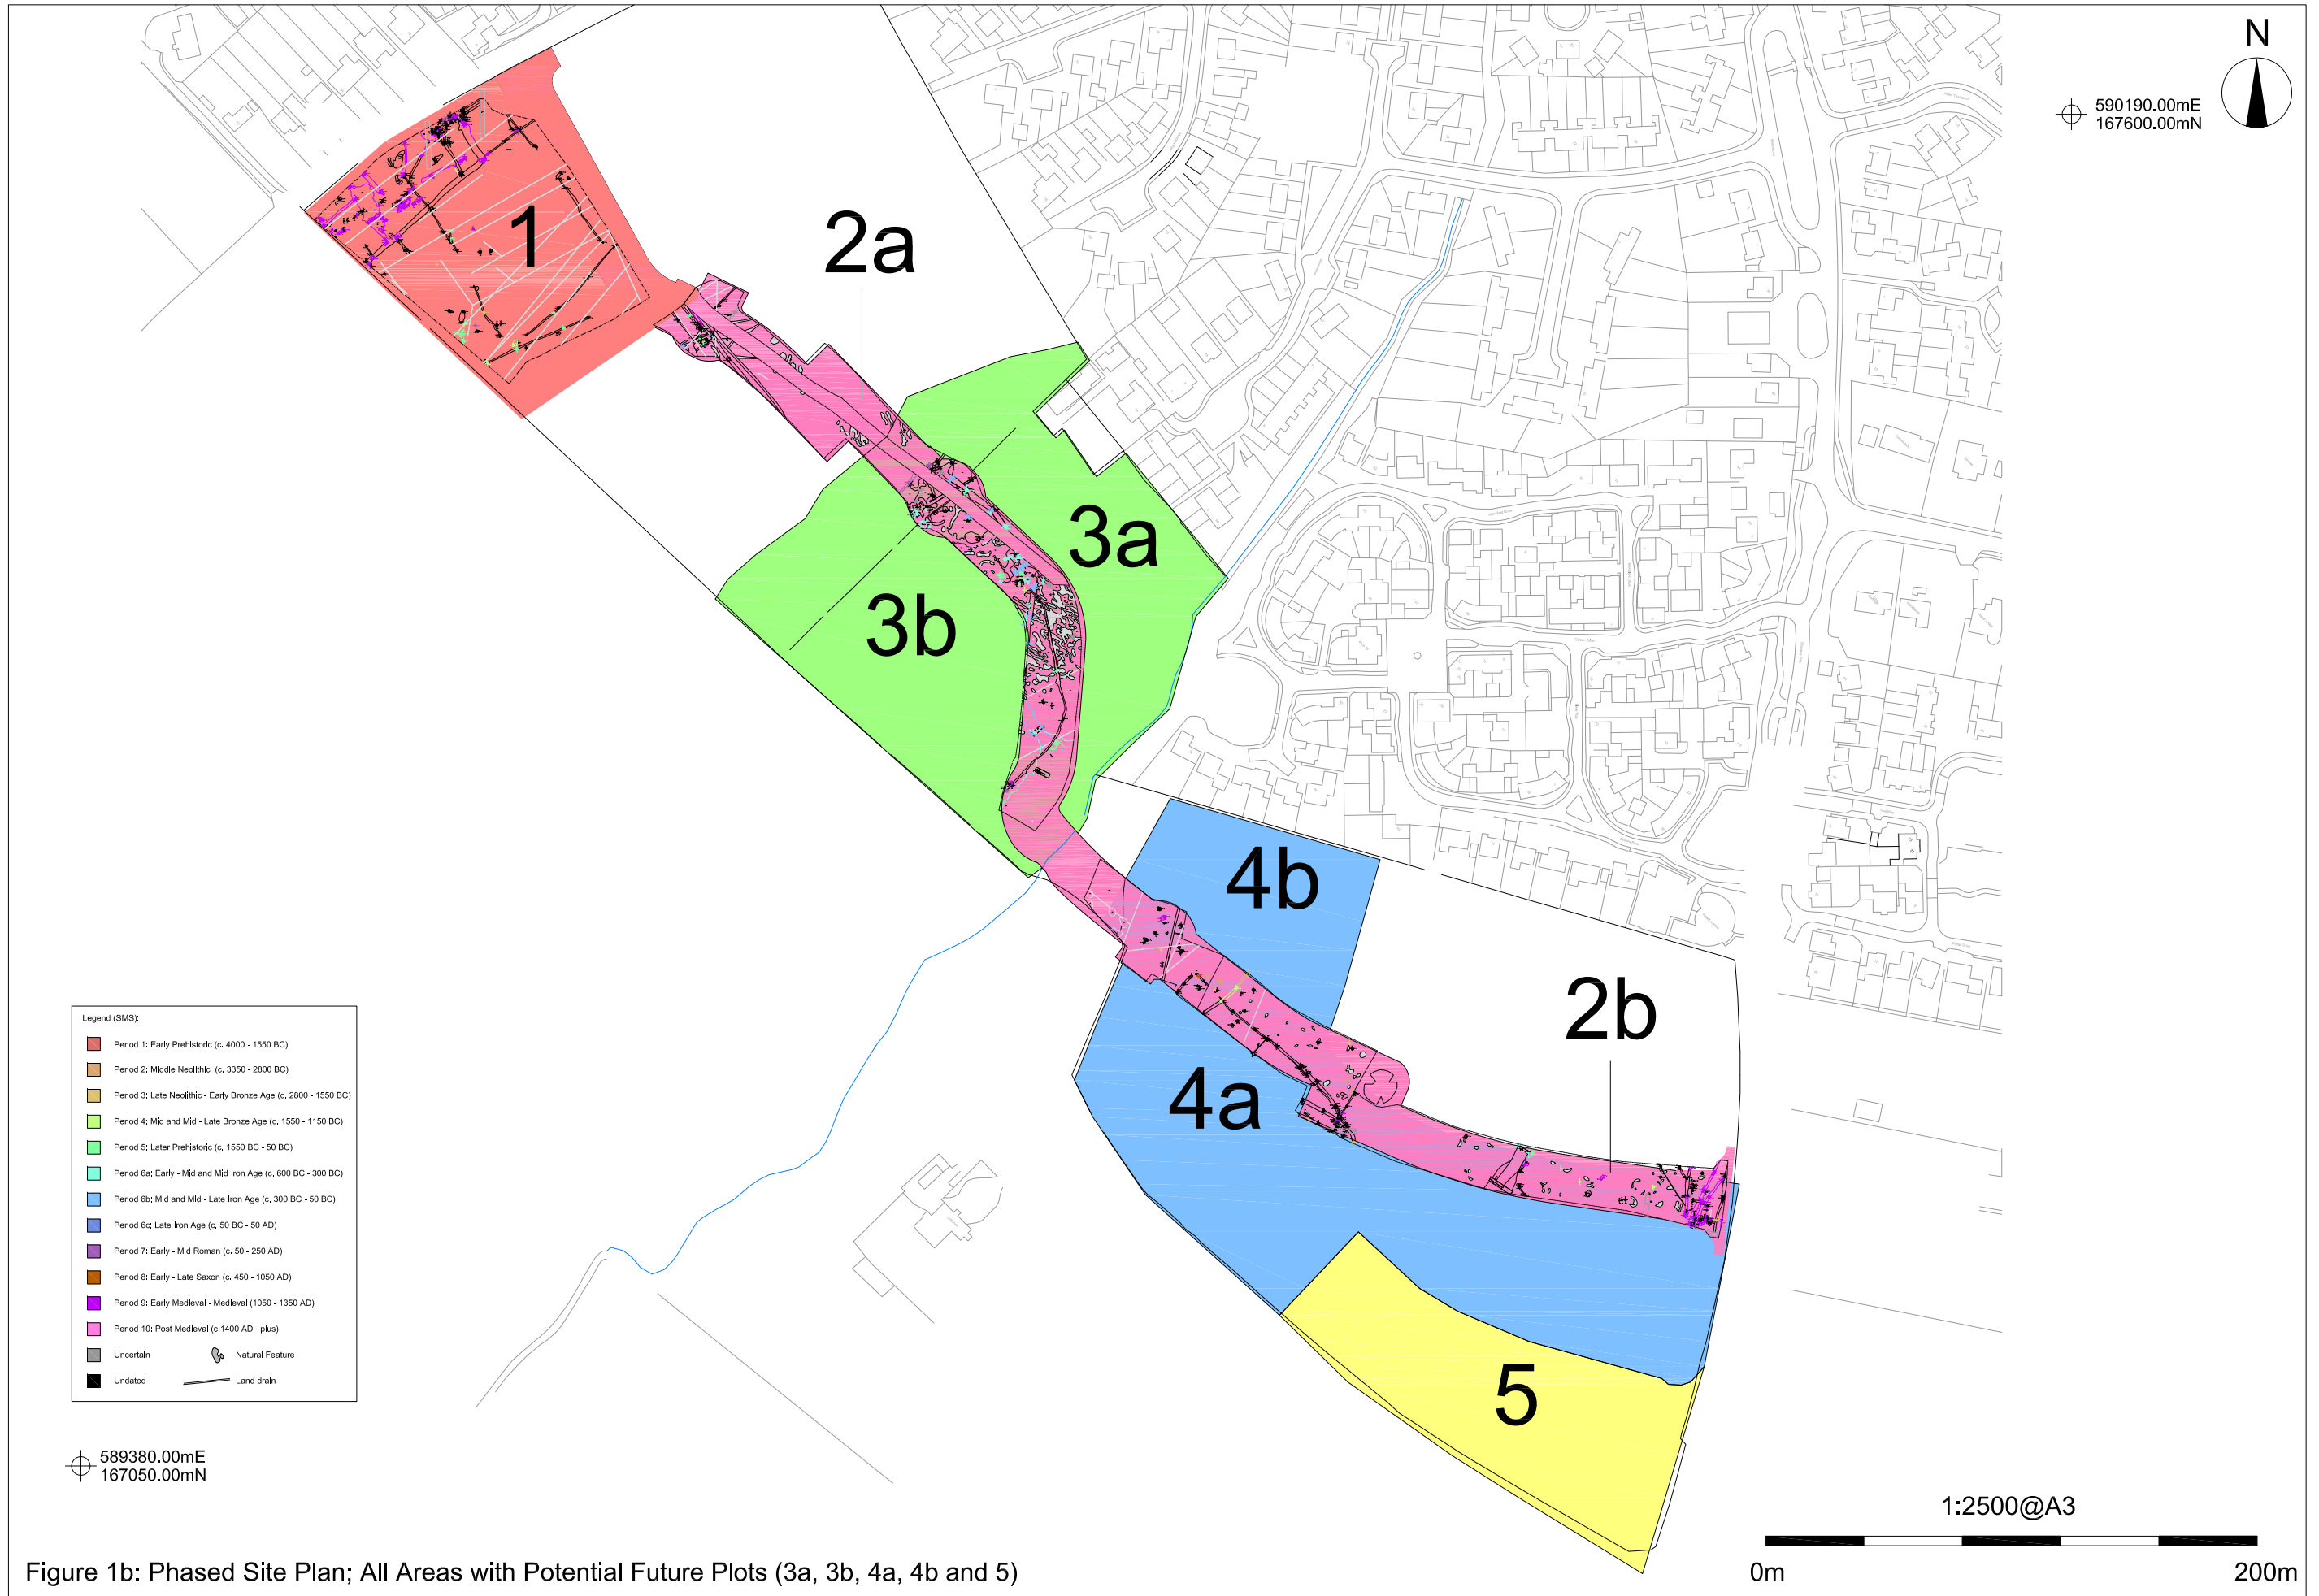 N
590190.00mE
167600.00mN
1
2a
3a
3b
4b
2b
4a
5
Legend (SMS):
Period 1: Early Prehistoric (c. 4000 - 1550 BC)
Period 2: Middle Neolithic (c. 3350 - 2800 BC)
Period 3: Late Neolithic - Early Bronze Age (c. 2800 - 1550 BC)
Period 4: Mid and Mid - Late Bronze Age (c. 1550 - 1150 BC)
Period 5: Later Prehistoric (c. 1550 BC - 50 BC)
Period 6a: Early - Mid and Mid Iron Age (c. 600 BC - 300 BC)
Period 6b: Mid and Mid - Late Iron Age (c. 300 BC - 50 BC)
Period 6c: Late Iron Age (c. 50 BC - 50 AD)
Period 7: Early - Mid Roman (c. 50 - 250 AD)
Period 8: Early - Late Saxon (c. 450 - 1050 AD)
Period 9: Early Medieval - Medieval (1050 - 1350 AD)
Period 10: Post Medieval (c.1400 AD - plus)
Uncertain Natural Feature
Undated Land drain
589380.00mE
167050.00mN
1:2500@A3
0m 200m
Figure 1b: Phased Site Plan; All Areas with Potential Future Plots (3a, 3b, 4a, 4b and 5)